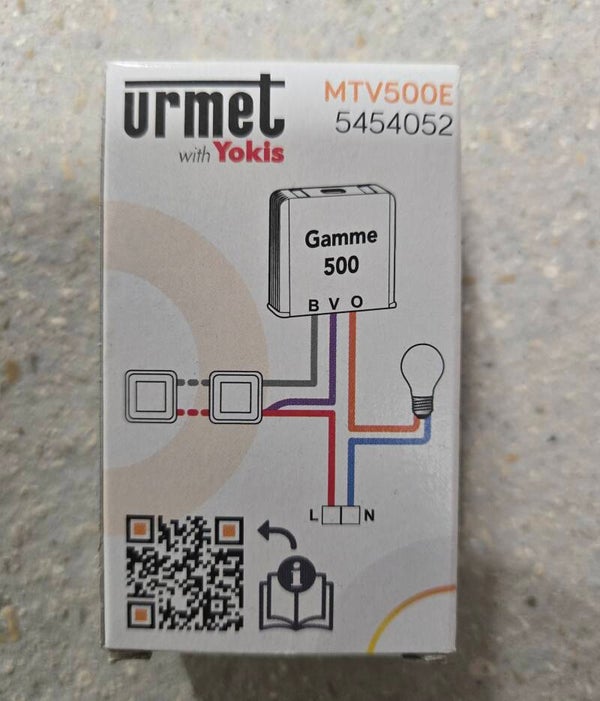 urmet
with Yokis
MTV500E
5454052
Gamme
500
B V O
L N
i